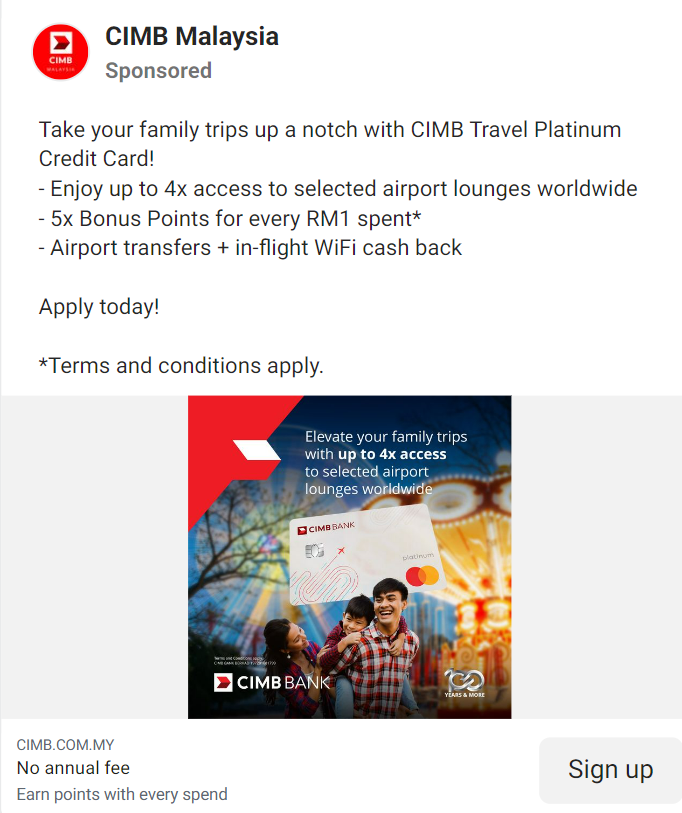 CIMB
MALAYSIA
CIMB Malaysia
Sponsored
Take your family trips up a notch with CIMB Travel Platinum
Credit Card!
- Enjoy up to 4x access to selected airport lounges worldwide
- 5x Bonus Points for every RM1 spent*
- Airport transfers + in-flight WiFi cash back
Apply today!
*Terms and conditions apply.
Elevate your family trips
with up to 4x access
to selected airport
lounges worldwide
CIMB BANK
platinum
Terms and Conditions apply.
CIMB BANK BERHAD
CIMB BANK
100
YEARS & MORE
CIMB.COM.MY
No annual fee
Earn points with every spend
Sign up